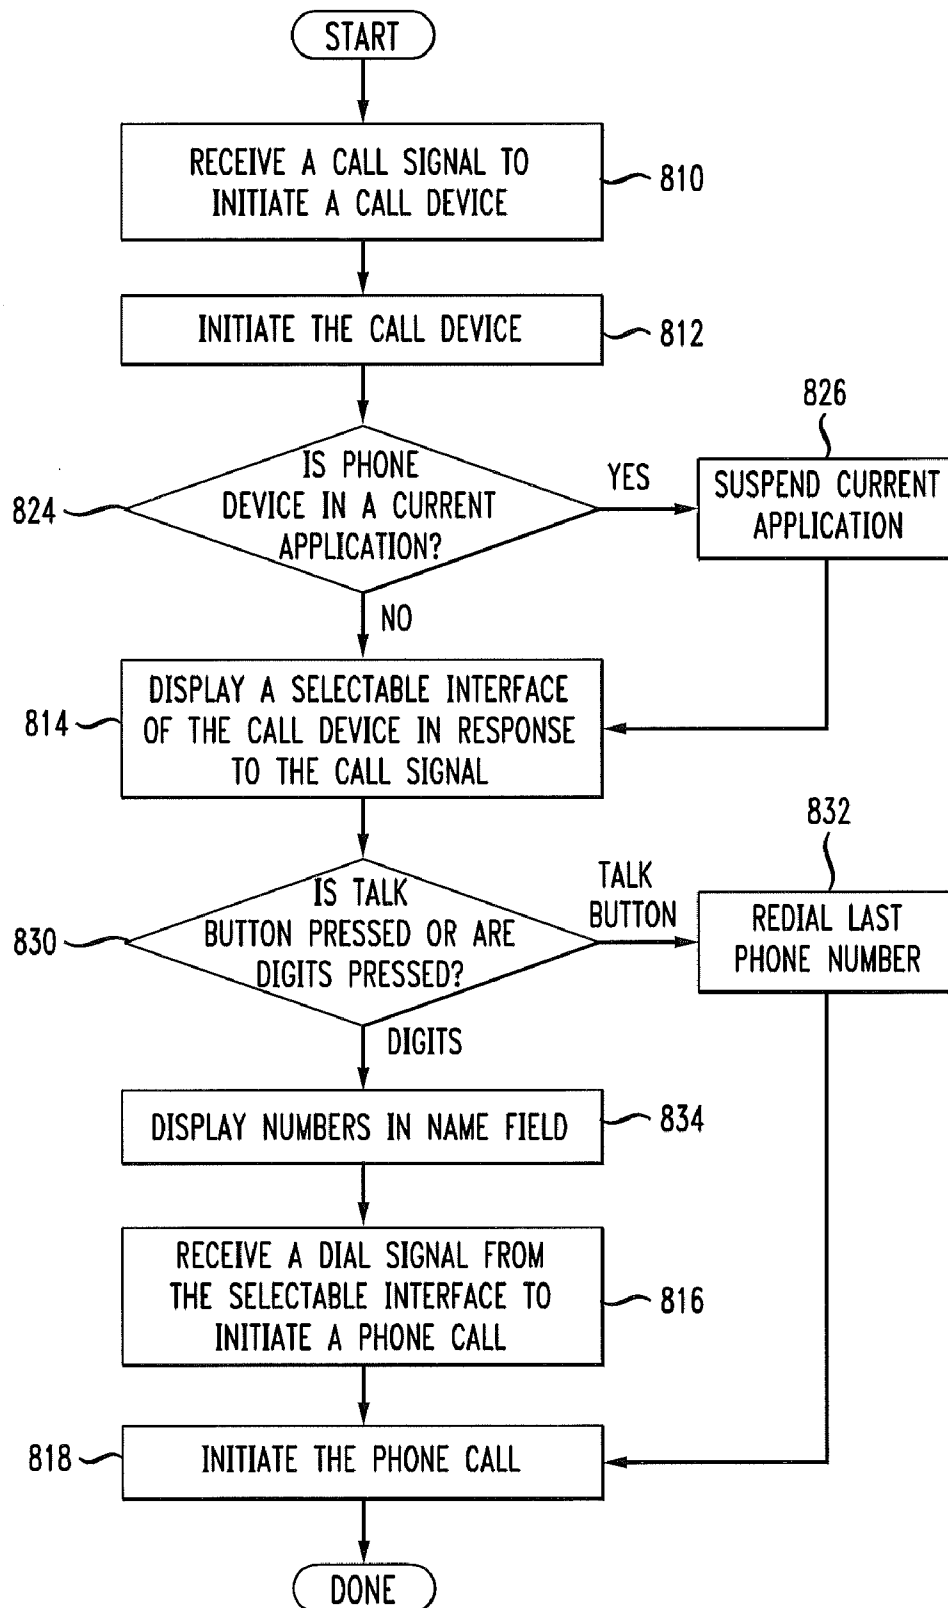 START
RECEIVE A CALL SIGNAL TO
INITIATE A CALL DEVICE
810
INITIATE THE CALL DEVICE
812
826
IS PHONE
DEVICE IN A CURRENT
APPLICATION?
824
YES
SUSPEND CURRENT
APPLICATION
NO
DISPLAY A SELECTABLE INTERFACE
OF THE CALL DEVICE IN RESPONSE
TO THE CALL SIGNAL
814
832
IS TALK
BUTTON PRESSED OR ARE
DIGITS PRESSED?
830
TALK
BUTTON
REDIAL LAST
PHONE NUMBER
DIGITS
DISPLAY NUMBERS IN NAME FIELD
834
RECEIVE A DIAL SIGNAL FROM
THE SELECTABLE INTERFACE TO
INITIATE A PHONE CALL
816
818
INITIATE THE PHONE CALL
DONE